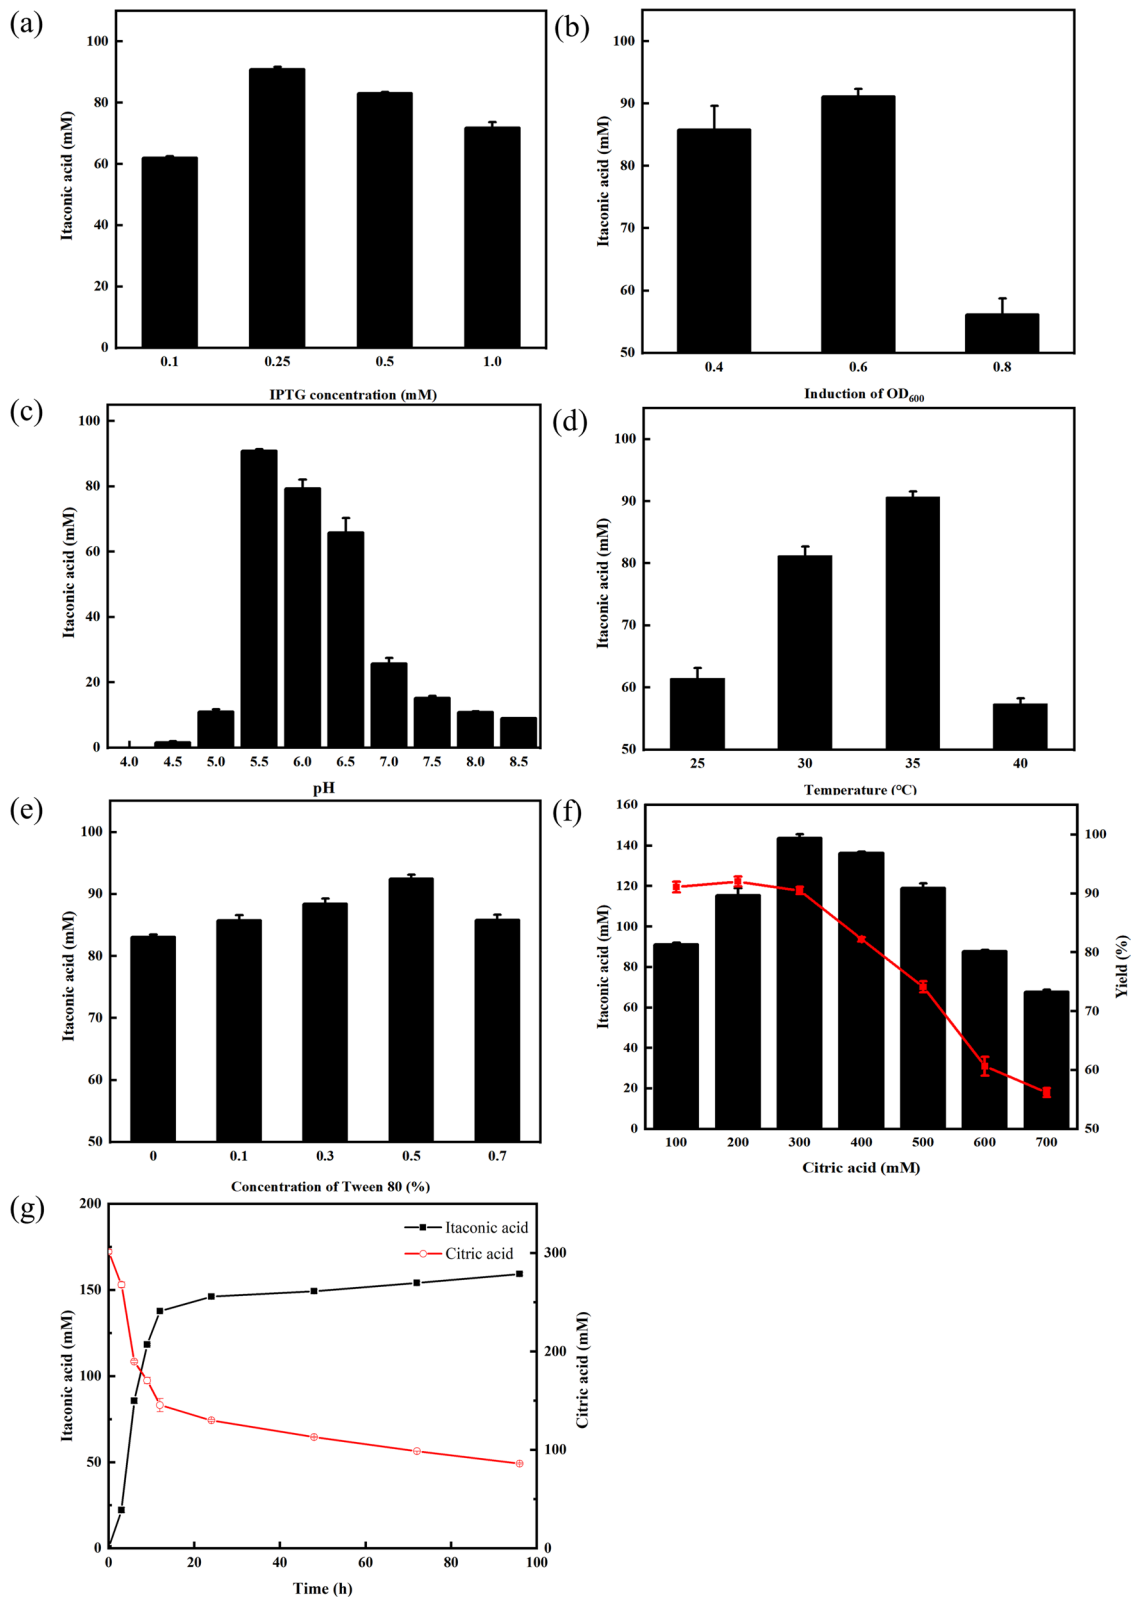 (a)
100
80
60
40
20
0
Itaconic acid (mM)
0.1 0.25 0.5 1.0
IPTG concentration (mM)
(b)
100
90
80
70
60
50
Itaconic acid (mM)
0.4 0.6 0.8
Induction of OD600
(c)
100
80
60
40
20
0
Itaconic acid (mM)
4.0 4.5 5.0 5.5 6.0 6.5 7.0 7.5 8.0 8.5
pH
(d)
100
90
80
70
60
50
Itaconic acid (mM)
25 30 35 40
Temperature (℃)
(e)
100
90
80
70
60
50
Itaconic acid (mM)
0 0.1 0.3 0.5 0.7
Concentration of Tween 80 (%)
(f)
160
140
120
100
80
60
40
20
0
Itaconic acid (mM)
100
90
80
70
60
50
Yield (%)
100 200 300 400 500 600 700
Citric acid (mM)
(g)
200
150
100
50
0
Itaconic acid (mM)
Itaconic acid
Citric acid
300
200
100
0
Citric acid (mM)
0 20 40 60 80 100
Time (h)